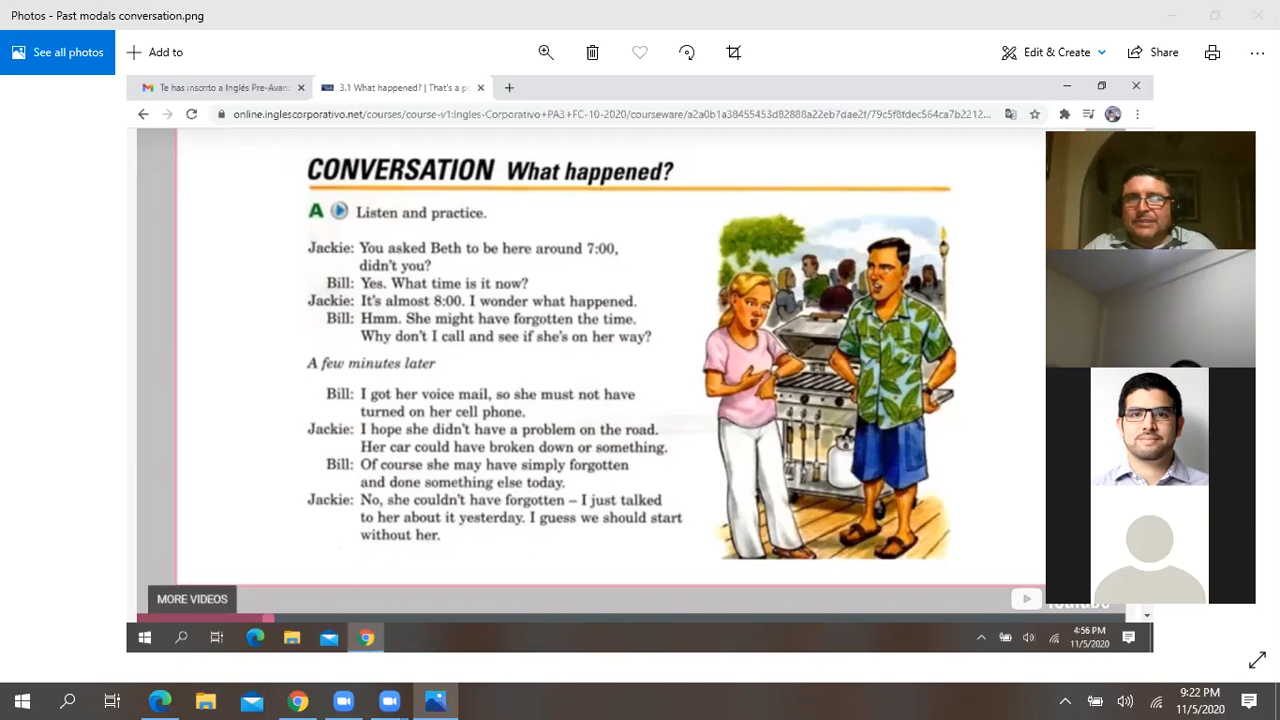 Photos - Past modals conversation.png
See all photos
Add to
Edit & Create
Share
Te has inscrito a Inglés Pre-Avan
3.1 What happened? | That's a p
online.inglescorporativo.net/courses/course-v1:Ingles-Corporativo+PA3+FC-10-2020/courseware/a2a0b1a38455453d82888a22eb7dae2f/79c5f8fdec564ca7b2212...
CONVERSATION What happened?
A Listen and practice.
Jackie: You asked Beth to be here around 7:00,
didn't you?
Bill: Yes. What time is it now?
Jackie: It's almost 8:00. I wonder what happened.
Bill: Hmm. She might have forgotten the time.
Why don't I call and see if she's on her way?
A few minutes later
Bill: I got her voice mail, so she must not have
turned on her cell phone.
Jackie: I hope she didn't have a problem on the road.
Her car could have broken down or something.
Bill: Of course she may have simply forgotten
and done something else today.
Jackie: No, she couldn't have forgotten – I just talked
to her about it yesterday. I guess we should start
without her.
MORE VIDEOS
YouTube
4:56 PM
11/5/2020
9:22 PM
11/5/2020